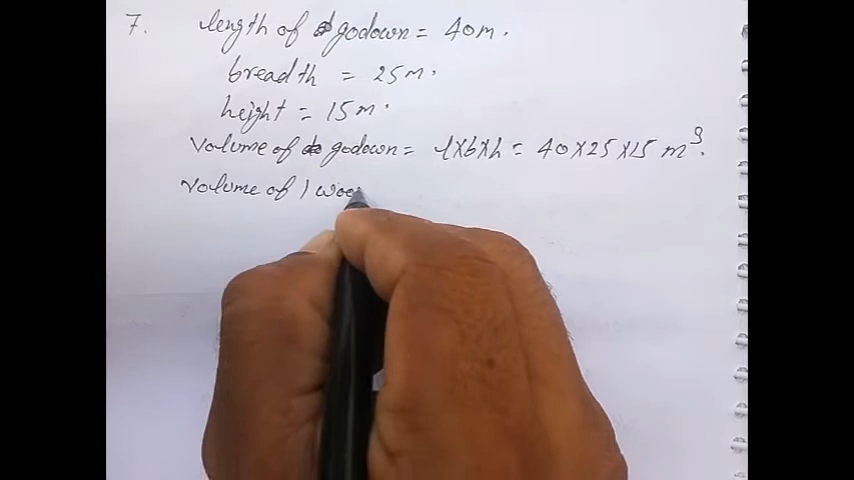 7. length of godown = 40m.
breadth = 25m.
height = 15m.
volume of godown = l×b×h = 40×25×15 m³.
volume of 1 woo